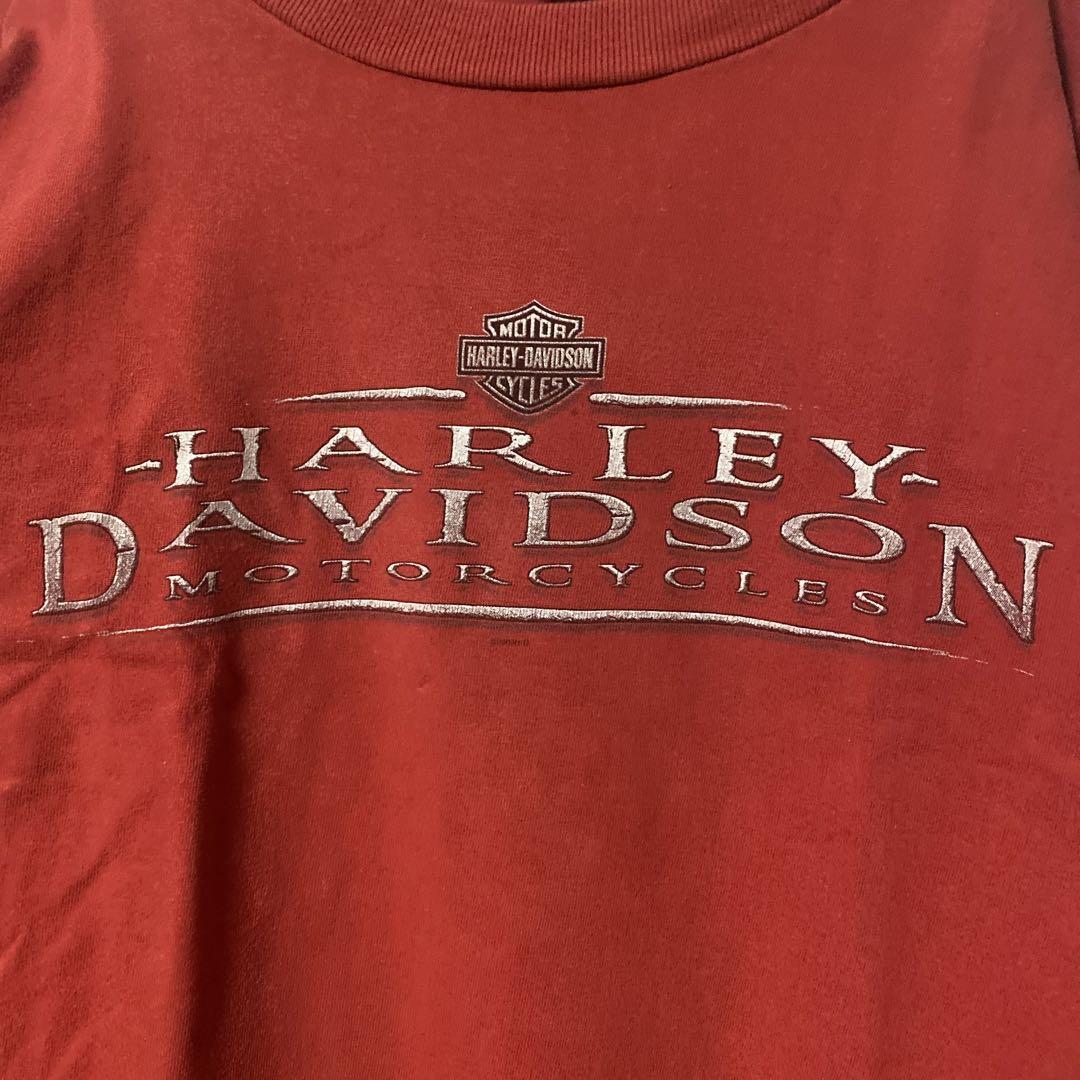 MOTOR
HARLEY-DAVIDSON
CYCLES
-HARLEY-
DAVIDSON
MOTORCYCLES